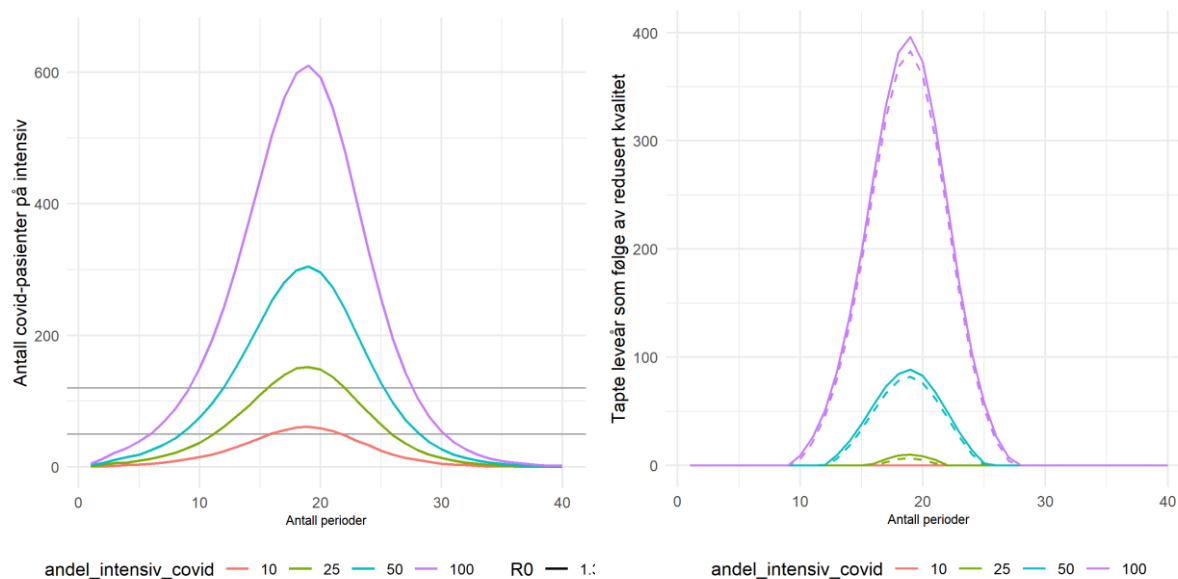 Antall covid-pasienter på intensiv
600
400
200
0
0 10 20 30 40
Antall perioder
andel_intensiv_covid 10 25 50 100 R0
Tapte leveår som følge av redusert kvalitet
400
300
200
100
0
0 10 20 30 40
Antall perioder
andel_intensiv_covid 10 25 50 100